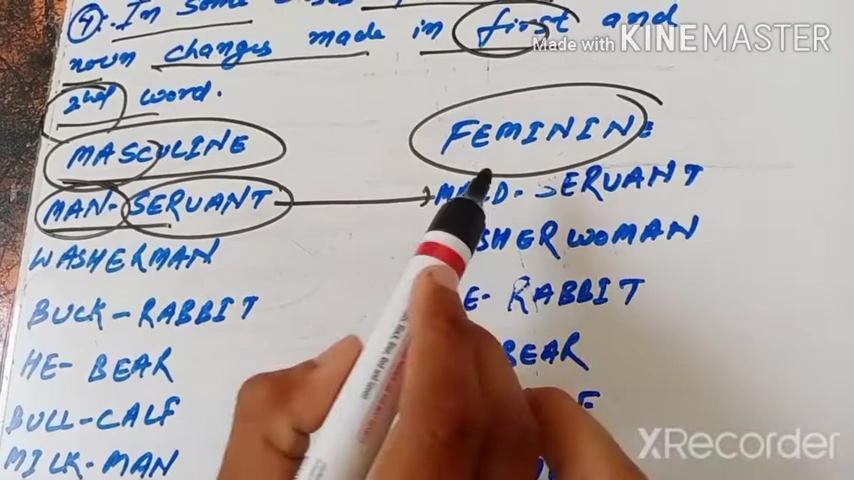 ④:- In some
noun changes made in first and
2nd word.
MASCULINE FEMININE
MAN-SERVANT SERVANT
WASHERMAN WOMAN
BUCK-RABBIT RABBIT
HE-BEAR BEAR
BULL-CALF
MILK-MAN
Made with KINEMASTER
XRecorder